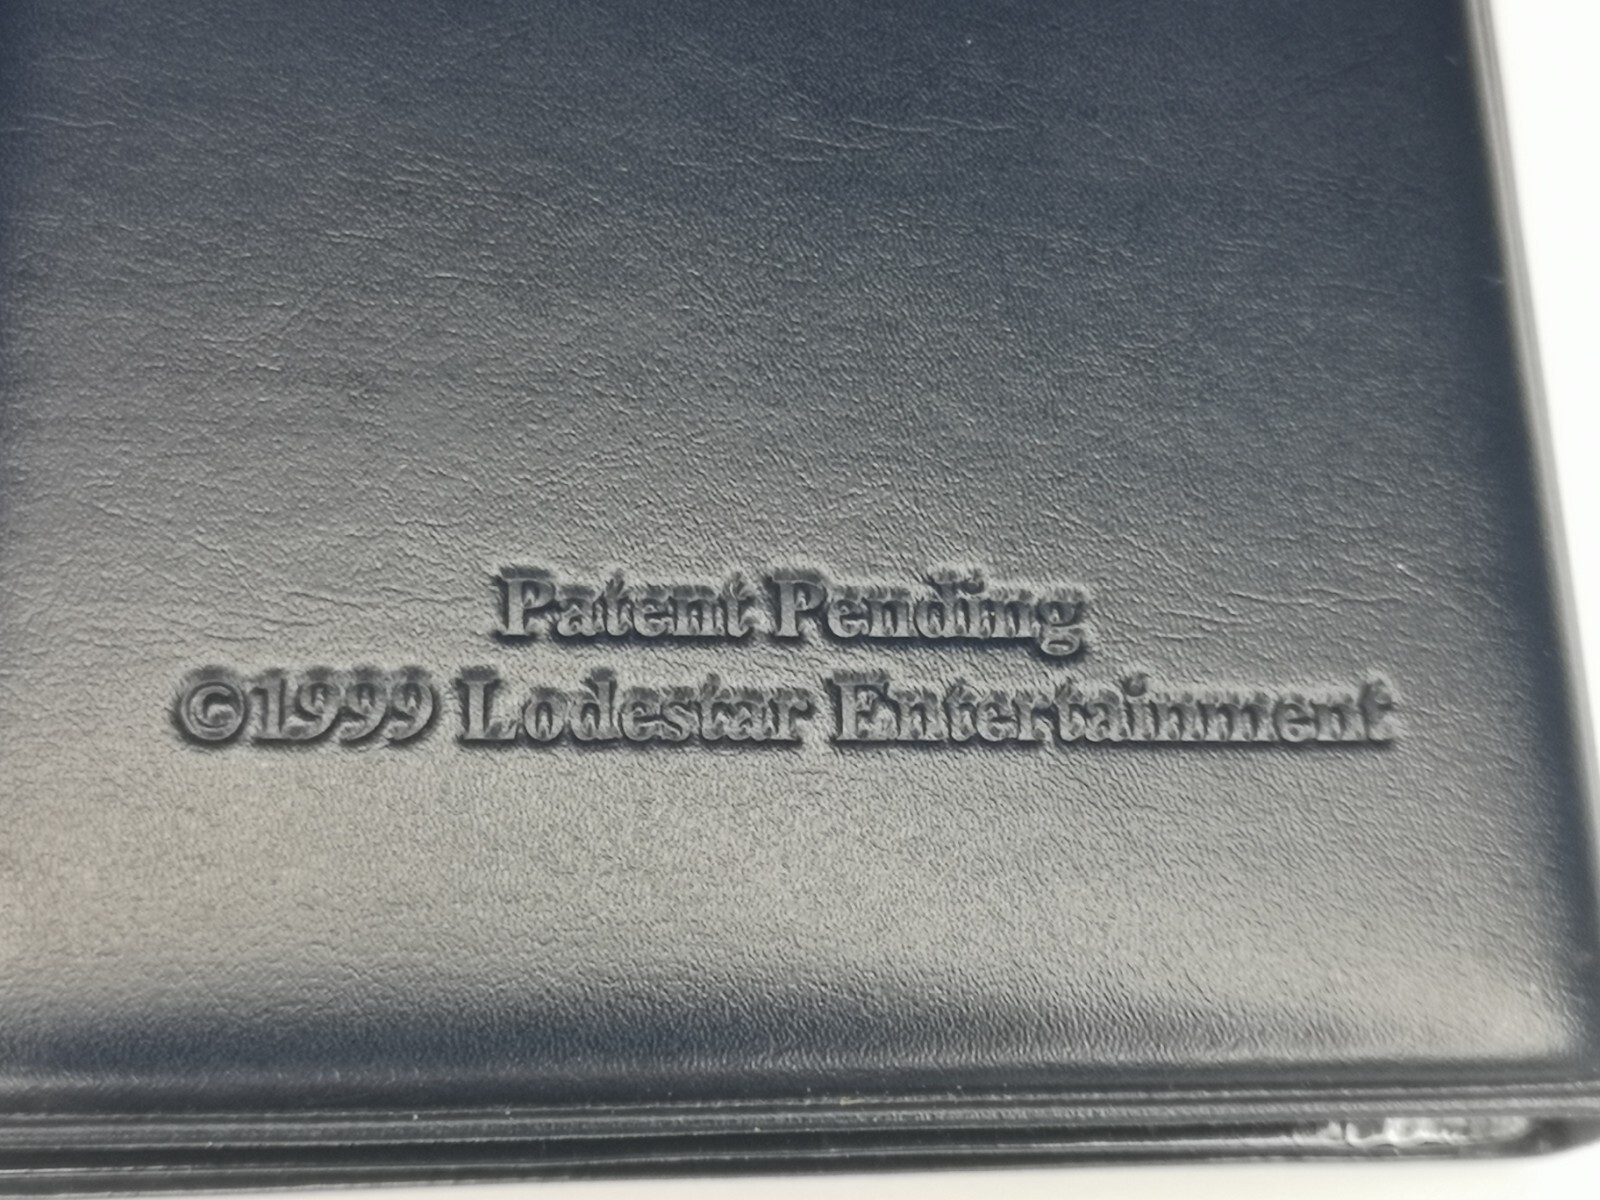 Patent Pending
©1999 Lodestar Entertainment